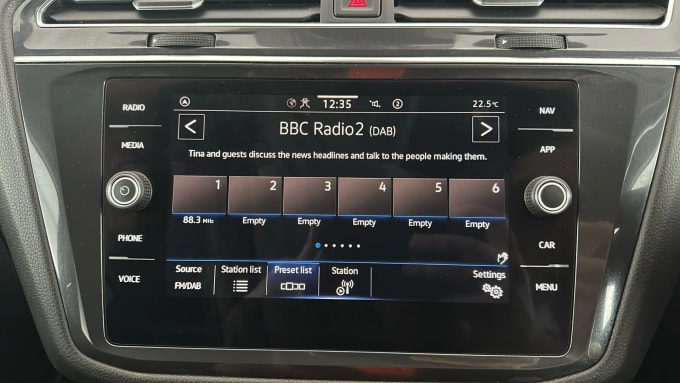 RADIO
MEDIA
PHONE
VOICE
12:35
2
22.5°C
BBC Radio2 (DAB)
Tina and guests discuss the news headlines and talk to the people making them.
1 2 3 4 5 6
88.3 MHz Empty Empty Empty Empty Empty
Source Station list Preset list Station Settings
FM/DAB
NAV
APP
CAR
MENU